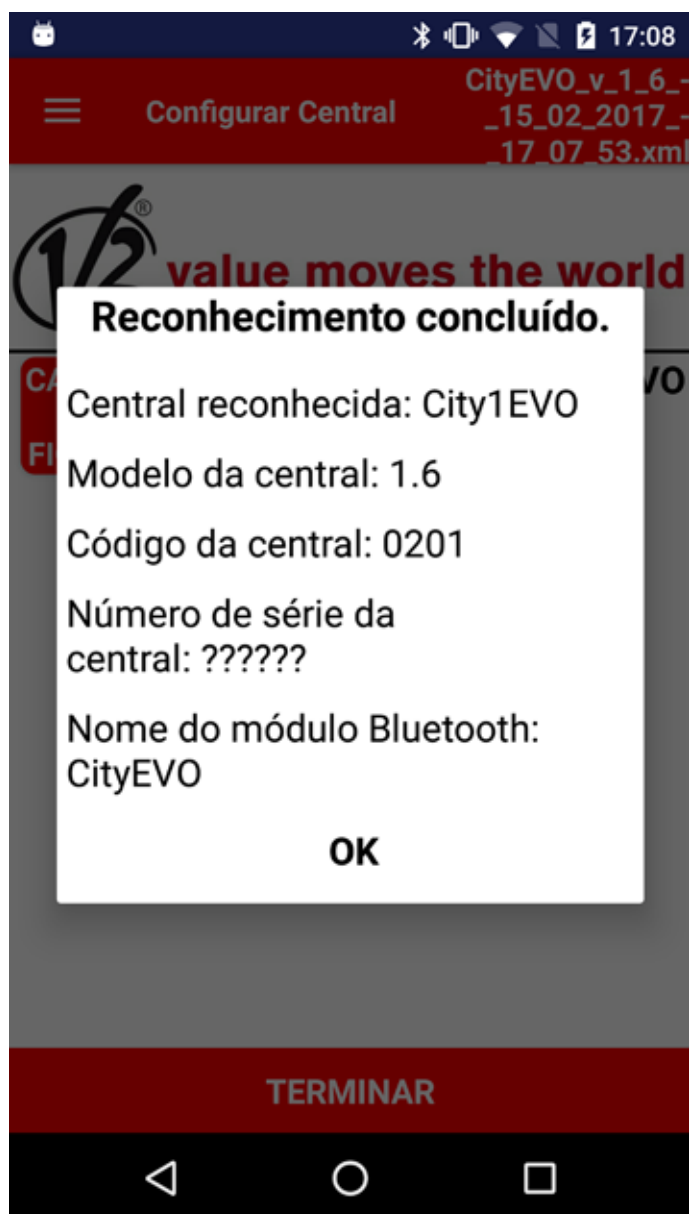 17:08
Configurar Central
CityEVO_v_1_6_-
_15_02_2017_-
_17_07_53.xml
V2®
value moves the world
Reconhecimento concluído.
Central reconhecida: City1EVO
Modelo da central: 1.6
Código da central: 0201
Número de série da
central: ??????
Nome do módulo Bluetooth:
CityEVO
OK
TERMINAR